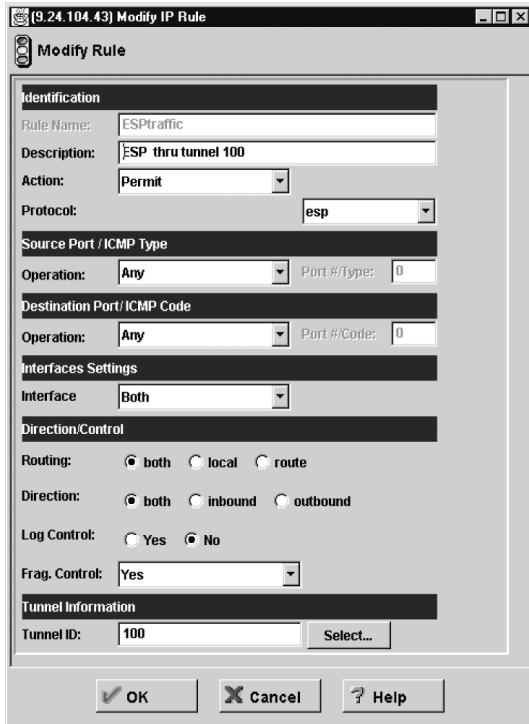 (9.24.104.43) Modify IP Rule
Modify Rule
Identification
Rule Name: ESPtraffic
Description: ESP thru tunnel 100
Action: Permit
Protocol: esp
Source Port / ICMP Type
Operation: Any Port #/Type: 0
Destination Port/ ICMP Code
Operation: Any Port #/Code: 0
Interfaces Settings
Interface Both
Direction/Control
Routing: both local route
Direction: both inbound outbound
Log Control: Yes No
Frag. Control: Yes
Tunnel Information
Tunnel ID: 100 Select...
OK Cancel Help